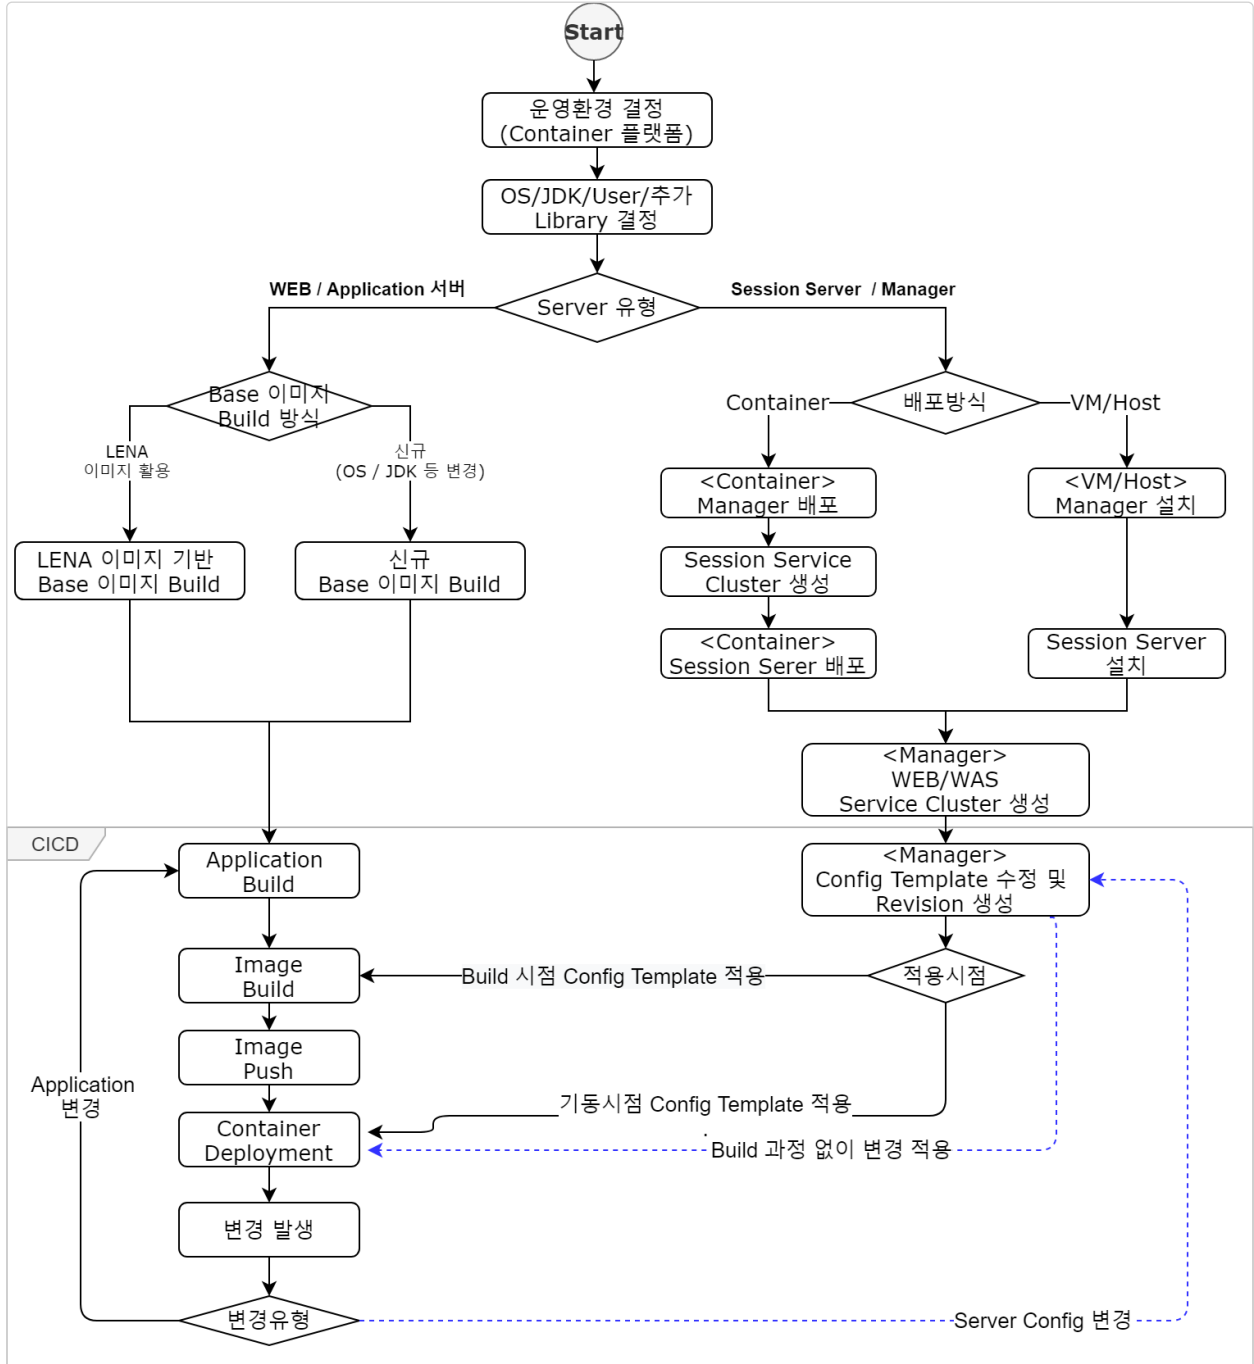 Start
운영환경 결정
(Container 플랫폼)
OS/JDK/User/추가
Library 결정
WEB / Application 서버
Server 유형
Session Server / Manager
Base 이미지
Build 방식
Container
배포방식
VM/Host
LENA
이미지 활용
신규
(OS / JDK 등 변경)
<Container>
Manager 배포
<VM/Host>
Manager 설치
LENA 이미지 기반
Base 이미지 Build
신규
Base 이미지 Build
Session Service
Cluster 생성
<Container>
Session Serer 배포
Session Server
설치
<Manager>
WEB/WAS
Service Cluster 생성
CICD
Application
Build
<Manager>
Config Template 수정 및
Revision 생성
Image
Build
Build 시점 Config Template 적용
적용시점
Image
Push
Application
변경
기동시점 Config Template 적용
.
Container
Deployment
Build 과정 없이 변경 적용
변경 발생
변경유형
Server Config 변경